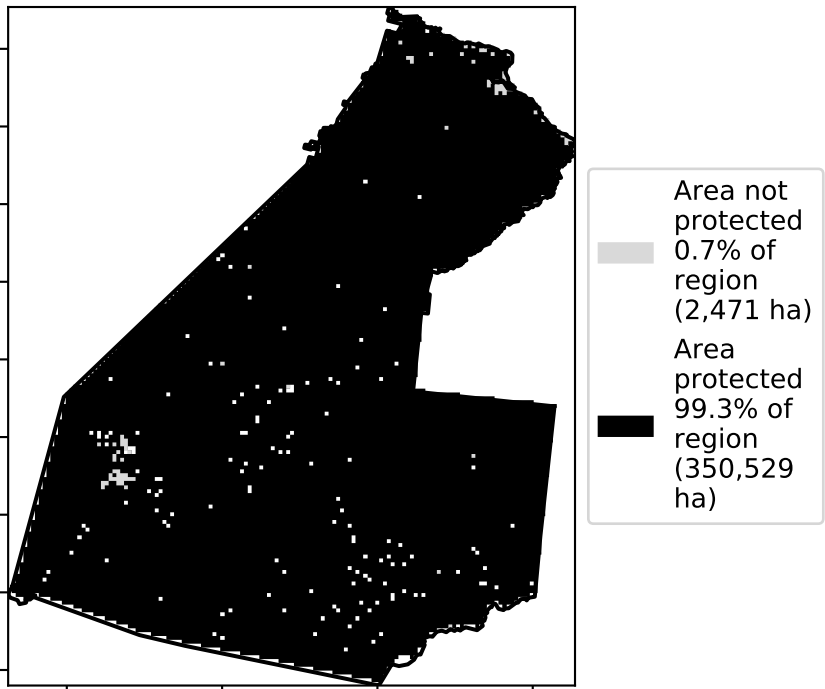 Area not
protected
0.7% of
region
(2,471 ha)
Area
protected
99.3% of
region
(350,529
ha)